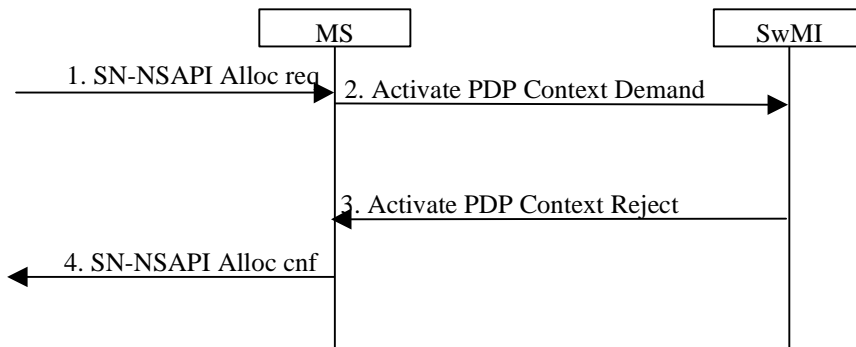 MS
SwMI
1. SN-NSAPI Alloc req
2. Activate PDP Context Demand
3. Activate PDP Context Reject
4. SN-NSAPI Alloc cnf